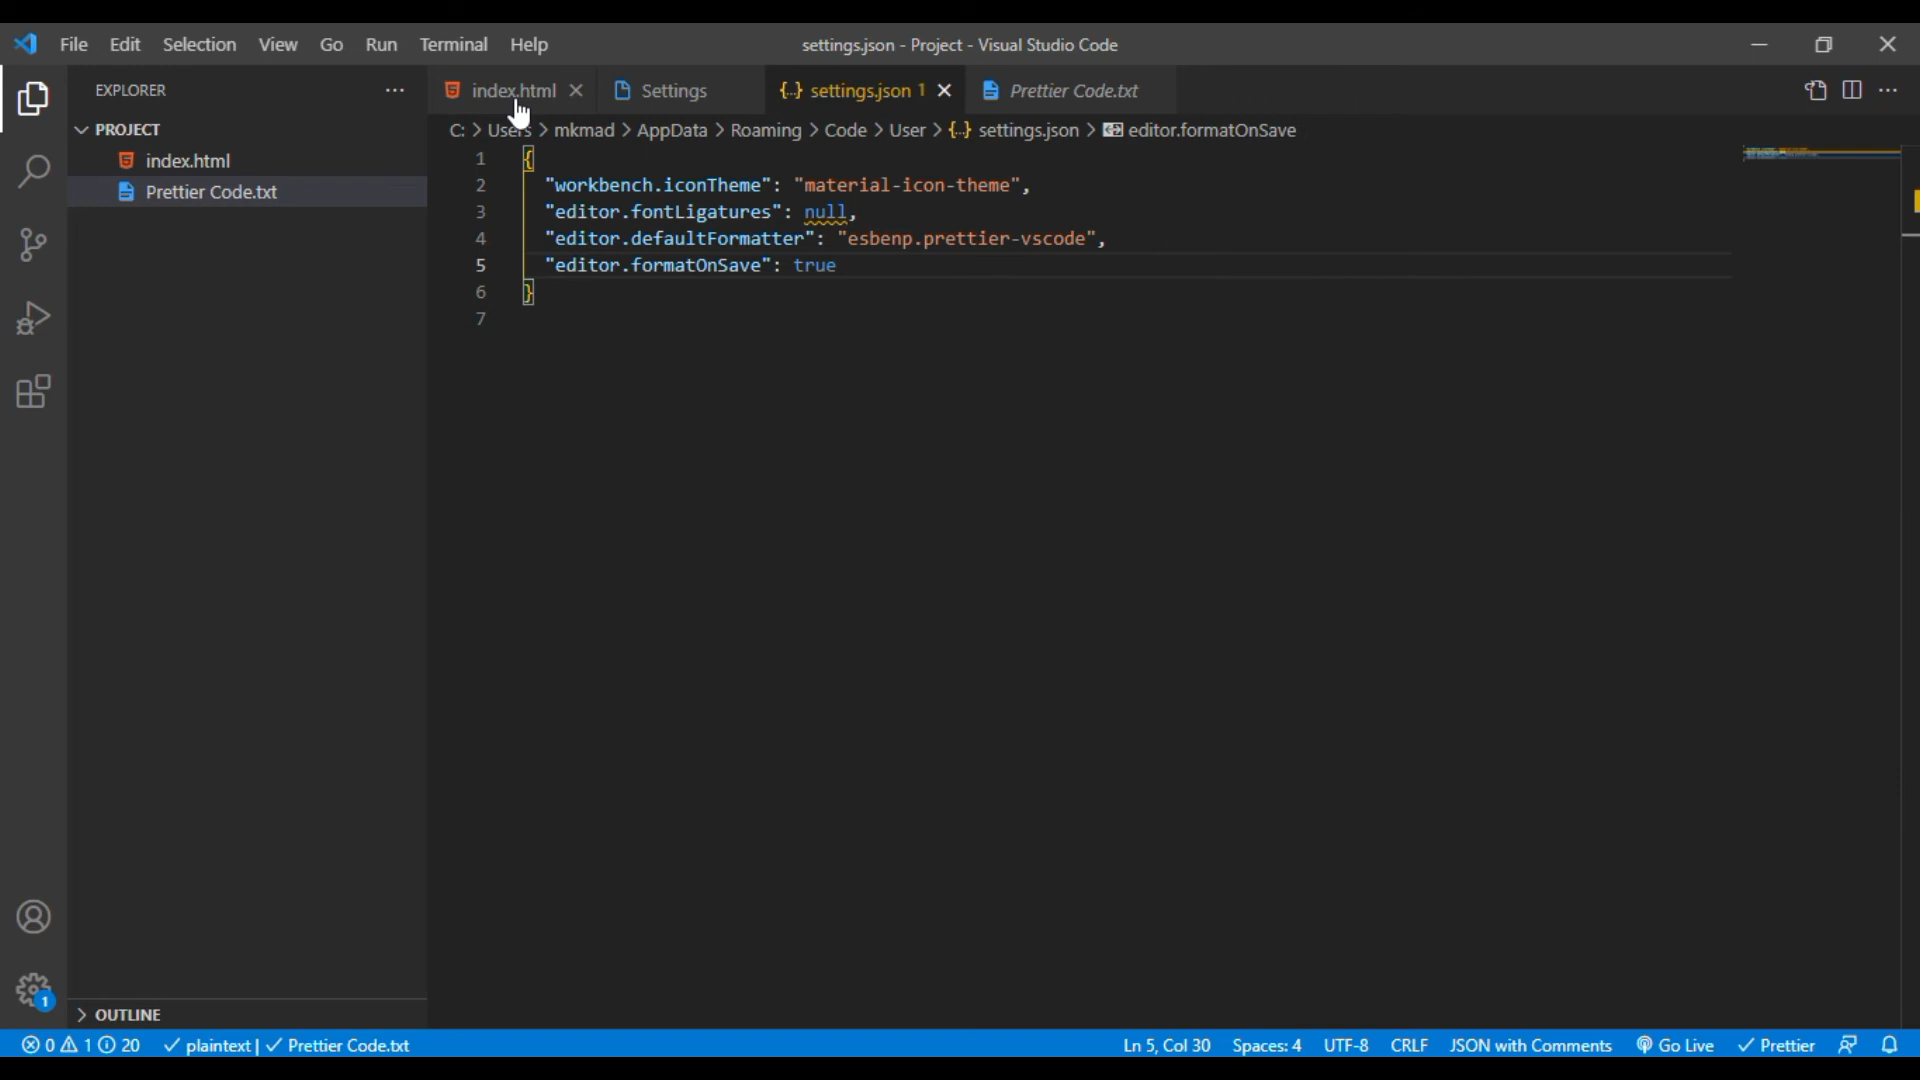 File Edit Selection View Go Run Terminal Help settings.json - Project - Visual Studio Code
EXPLORER ... index.html Settings {..} settings.json 1 Prettier Code.txt ...
PROJECT
index.html
Prettier Code.txt
C: > Users > mkmad > AppData > Roaming > Code > User > {..} settings.json > editor.formatOnSave
1 {
2 "workbench.iconTheme": "material-icon-theme",
3 "editor.fontLigatures": null,
4 "editor.defaultFormatter": "esbenp.prettier-vscode",
5 "editor.formatOnSave": true
6 }
7
1
> OUTLINE
0 1 20 ✓ plaintext | ✓ Prettier Code.txt Ln 5, Col 30 Spaces: 4 UTF-8 CRLF JSON with Comments Go Live ✓ Prettier